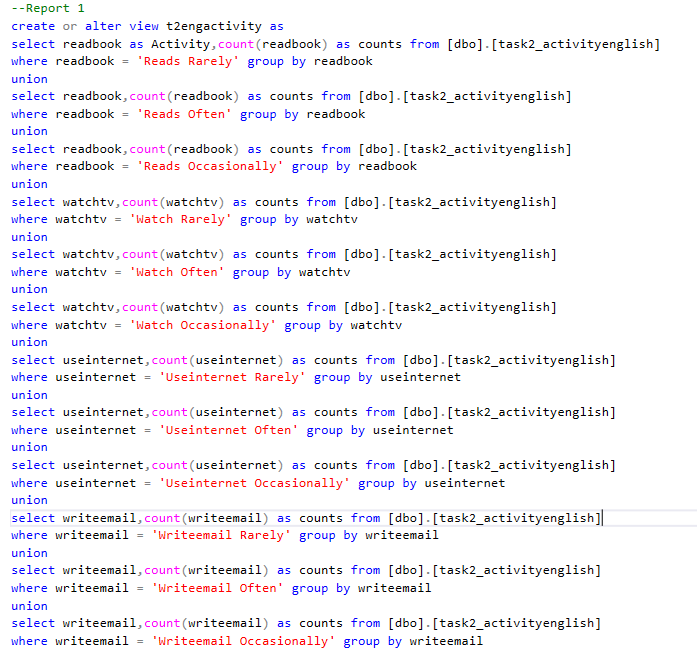 --Report 1
create or alter view t2engactivity as
select readbook as Activity,count(readbook) as counts from [dbo].[task2_activityenglish]
where readbook = 'Reads Rarely' group by readbook
union
select readbook,count(readbook) as counts from [dbo].[task2_activityenglish]
where readbook = 'Reads Often' group by readbook
union
select readbook,count(readbook) as counts from [dbo].[task2_activityenglish]
where readbook = 'Reads Occasionally' group by readbook
union
select watchtv,count(watchtv) as counts from [dbo].[task2_activityenglish]
where watchtv = 'Watch Rarely' group by watchtv
union
select watchtv,count(watchtv) as counts from [dbo].[task2_activityenglish]
where watchtv = 'Watch Often' group by watchtv
union
select watchtv,count(watchtv) as counts from [dbo].[task2_activityenglish]
where watchtv = 'Watch Occasionally' group by watchtv
union
select useinternet,count(useinternet) as counts from [dbo].[task2_activityenglish]
where useinternet = 'Useinternet Rarely' group by useinternet
union
select useinternet,count(useinternet) as counts from [dbo].[task2_activityenglish]
where useinternet = 'Useinternet Often' group by useinternet
union
select useinternet,count(useinternet) as counts from [dbo].[task2_activityenglish]
where useinternet = 'Useinternet Occasionally' group by useinternet
union
select writeemail,count(writeemail) as counts from [dbo].[task2_activityenglish]
where writeemail = 'Writeemail Rarely' group by writeemail
union
select writeemail,count(writeemail) as counts from [dbo].[task2_activityenglish]
where writeemail = 'Writeemail Often' group by writeemail
union
select writeemail,count(writeemail) as counts from [dbo].[task2_activityenglish]
where writeemail = 'Writeemail Occasionally' group by writeemail